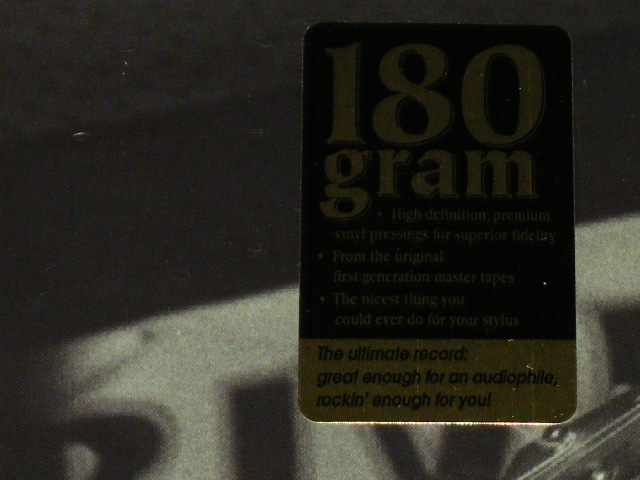 180
gram
• High-definition, premium
vinyl pressings for superior fidelity
• From the original
first-generation master tapes
• The nicest thing you
could ever do for your stylus
The ultimate record:
great enough for an audiophile,
rockin' enough for you!